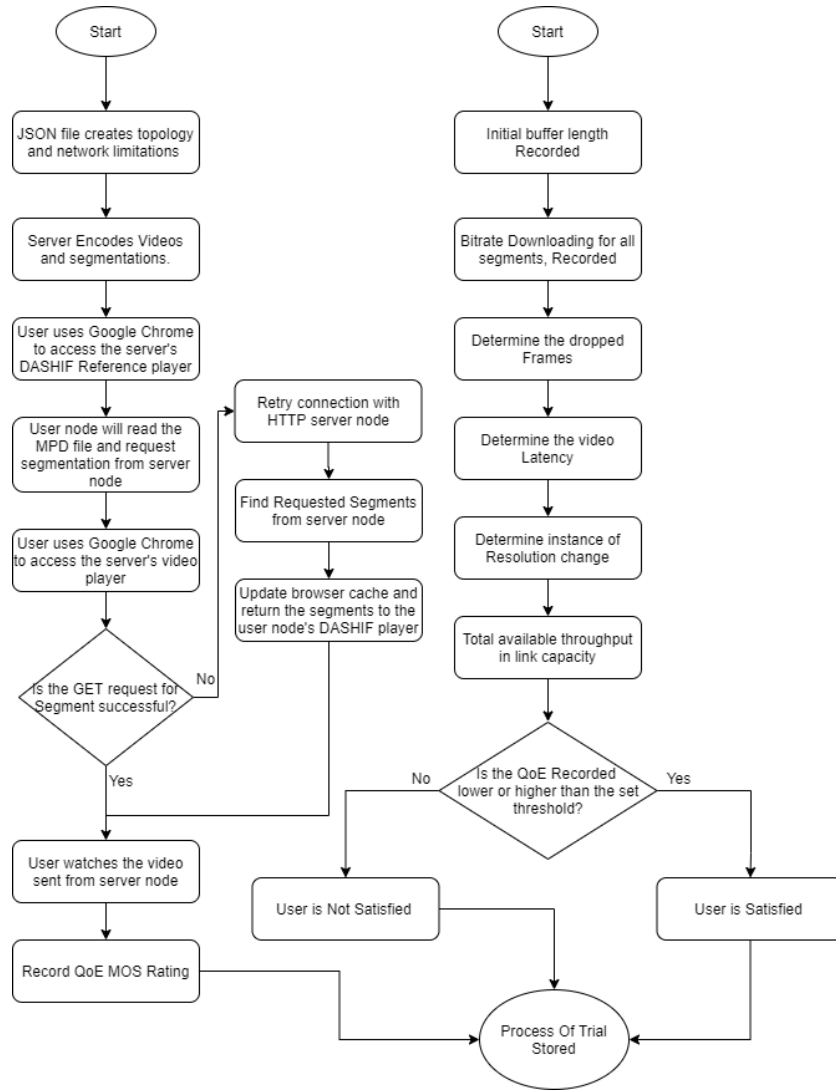 Start
JSON file creates topology
and network limitations
Server Encodes Videos
and segmentations.
User uses Google Chrome
to access the server's
DASHIF Reference player
User node will read the
MPD file and request
segmentation from server
node
User uses Google Chrome
to access the server's video
player
Is the GET request for
Segment successful?
No
Yes
Retry connection with
HTTP server node
Find Requested Segments
from server node
Update browser cache and
return the segments to the
user node's DASHIF player
User watches the video
sent from server node
Record QoE MOS Rating
Start
Initial buffer length
Recorded
Bitrate Downloading for all
segments, Recorded
Determine the dropped
Frames
Determine the video
Latency
Determine instance of
Resolution change
Total available throughput
in link capacity
Is the QoE Recorded
lower or higher than the set
threshold?
No
Yes
User is Not Satisfied
User is Satisfied
Process Of Trial
Stored